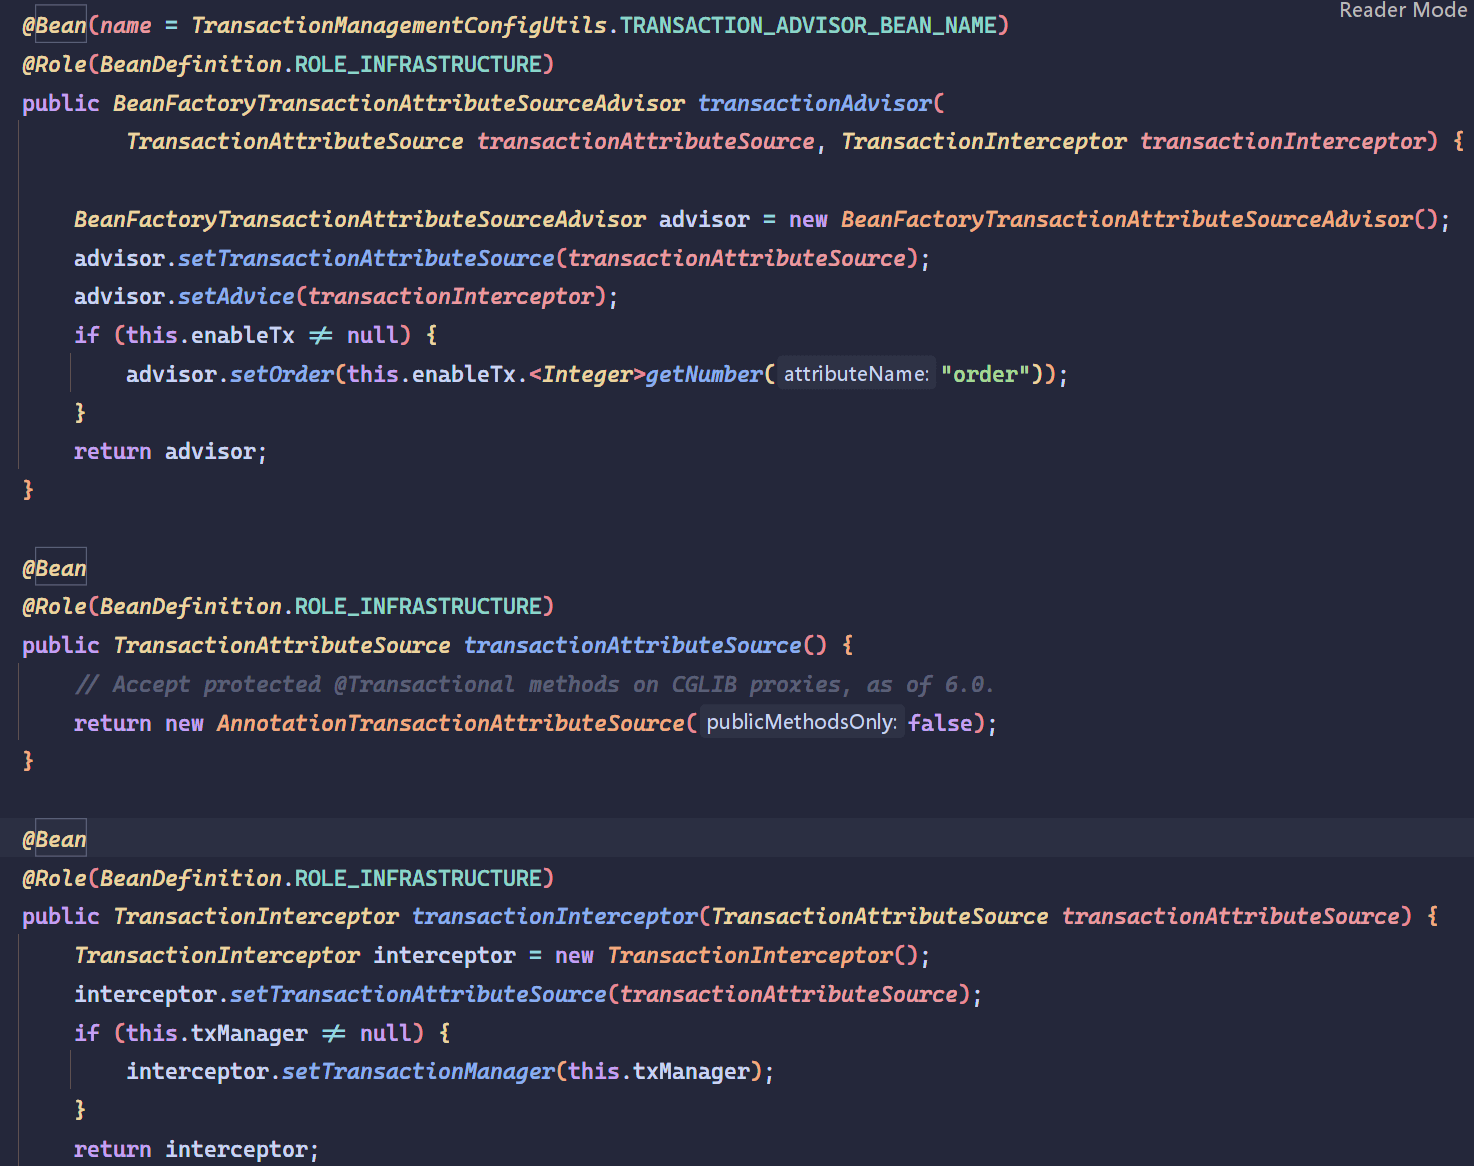 Reader Mode
@Bean(name = TransactionManagementConfigUtils.TRANSACTION_ADVISOR_BEAN_NAME)
@Role(BeanDefinition.ROLE_INFRASTRUCTURE)
public BeanFactoryTransactionAttributeSourceAdvisor transactionAdvisor(
TransactionAttributeSource transactionAttributeSource, TransactionInterceptor transactionInterceptor) {
BeanFactoryTransactionAttributeSourceAdvisor advisor = new BeanFactoryTransactionAttributeSourceAdvisor();
advisor.setTransactionAttributeSource(transactionAttributeSource);
advisor.setAdvice(transactionInterceptor);
if (this.enableTx ≠ null) {
advisor.setOrder(this.enableTx.<Integer>getNumber( attributeName: "order"));
}
return advisor;
}
@Bean
@Role(BeanDefinition.ROLE_INFRASTRUCTURE)
public TransactionAttributeSource transactionAttributeSource() {
// Accept protected @Transactional methods on CGLIB proxies, as of 6.0.
return new AnnotationTransactionAttributeSource( publicMethodsOnly: false);
}
@Bean
@Role(BeanDefinition.ROLE_INFRASTRUCTURE)
public TransactionInterceptor transactionInterceptor(TransactionAttributeSource transactionAttributeSource) {
TransactionInterceptor interceptor = new TransactionInterceptor();
interceptor.setTransactionAttributeSource(transactionAttributeSource);
if (this.txManager ≠ null) {
interceptor.setTransactionManager(this.txManager);
}
return interceptor;